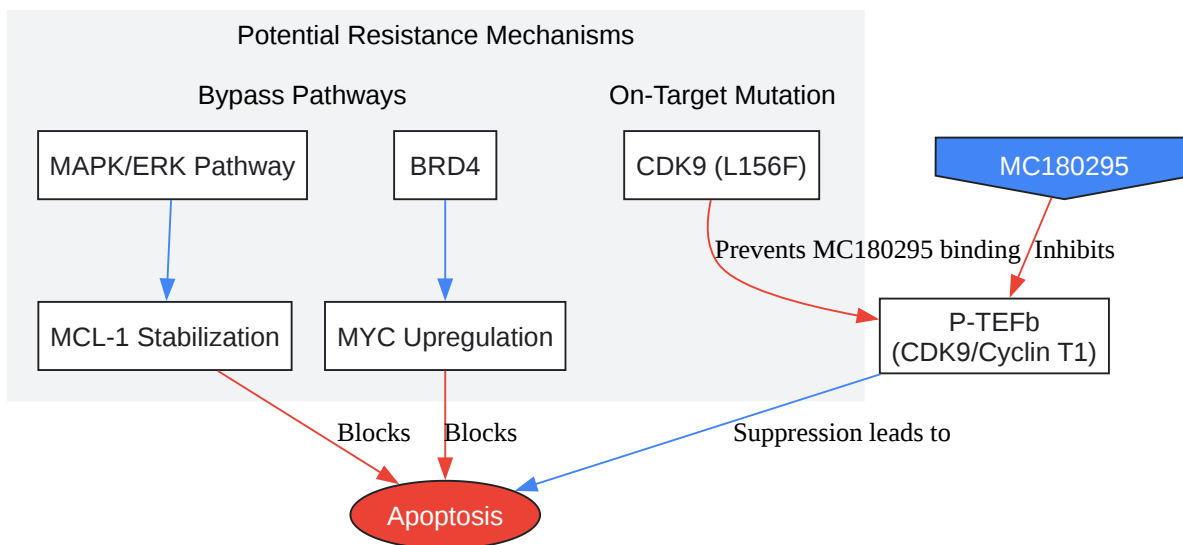 Potential Resistance Mechanisms
Bypass Pathways
On-Target Mutation
MAPK/ERK Pathway
BRD4
CDK9 (L156F)
MC180295
Prevents MC180295 binding
Inhibits
MCL-1 Stabilization
MYC Upregulation
P-TEFb
(CDK9/Cyclin T1)
Blocks
Blocks
Suppression leads to
Apoptosis